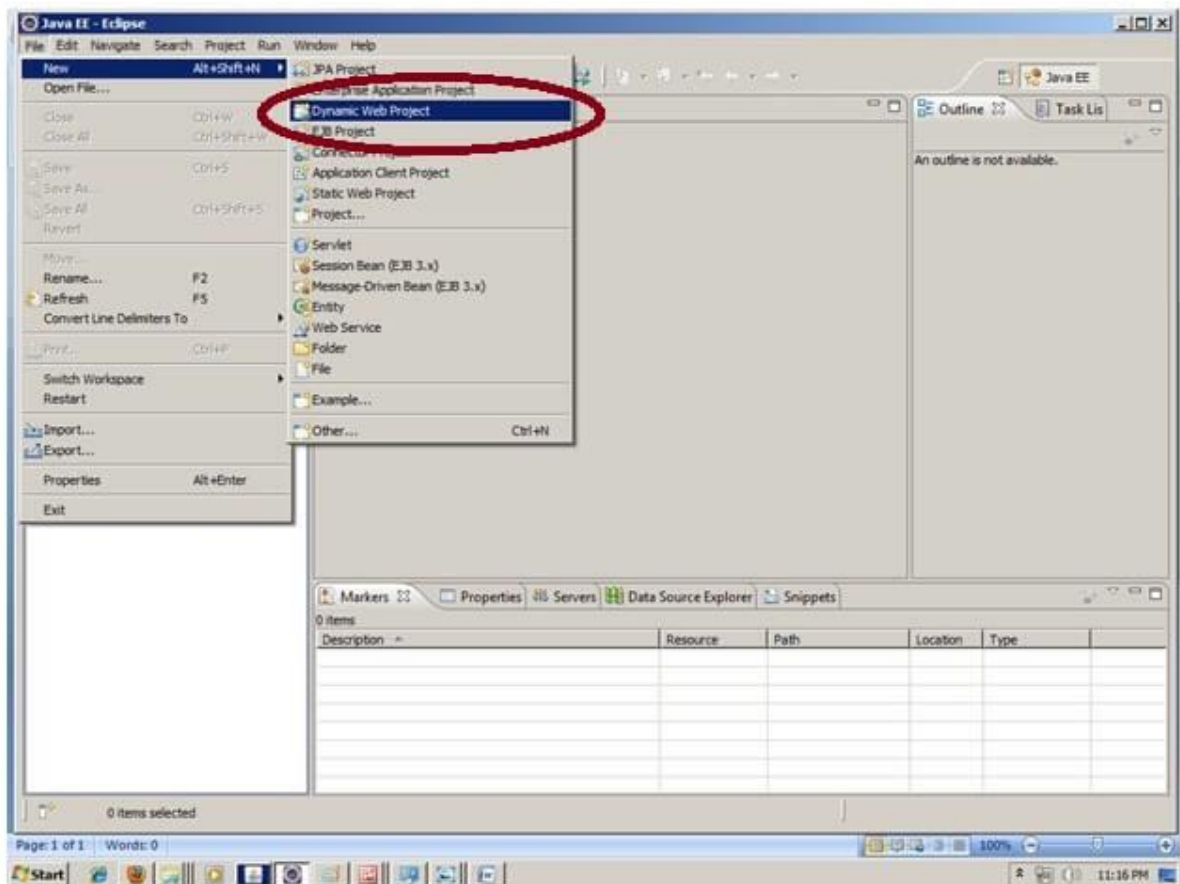 Java EE - Eclipse
File Edit Navigate Search Project Run Window Help
New Alt+Shift+N
Open File...
Close Ctrl+W
Close All Ctrl+Shift+W
Save Ctrl+S
Save As...
Save All Ctrl+Shift+S
Revert
Move...
Rename... F2
Refresh F5
Convert Line Delimiters To
Print... Ctrl+P
Switch Workspace
Restart
Import...
Export...
Properties Alt+Enter
Exit
JPA Project
Enterprise Application Project
Dynamic Web Project
EJB Project
Connector Project
Application Client Project
Static Web Project
Project...
Servlet
Session Bean (EJB 3.x)
Message-Driven Bean (EJB 3.x)
Entity
Web Service
Folder
File
Example...
Other... Ctrl+N
Java EE
Outline Task Lis
An outline is not available.
Markers Properties Servers Data Source Explorer Snippets
0 items
Description Resource Path Location Type
0 items selected
Page: 1 of 1 Words: 0 100%
Start 11:16 PM